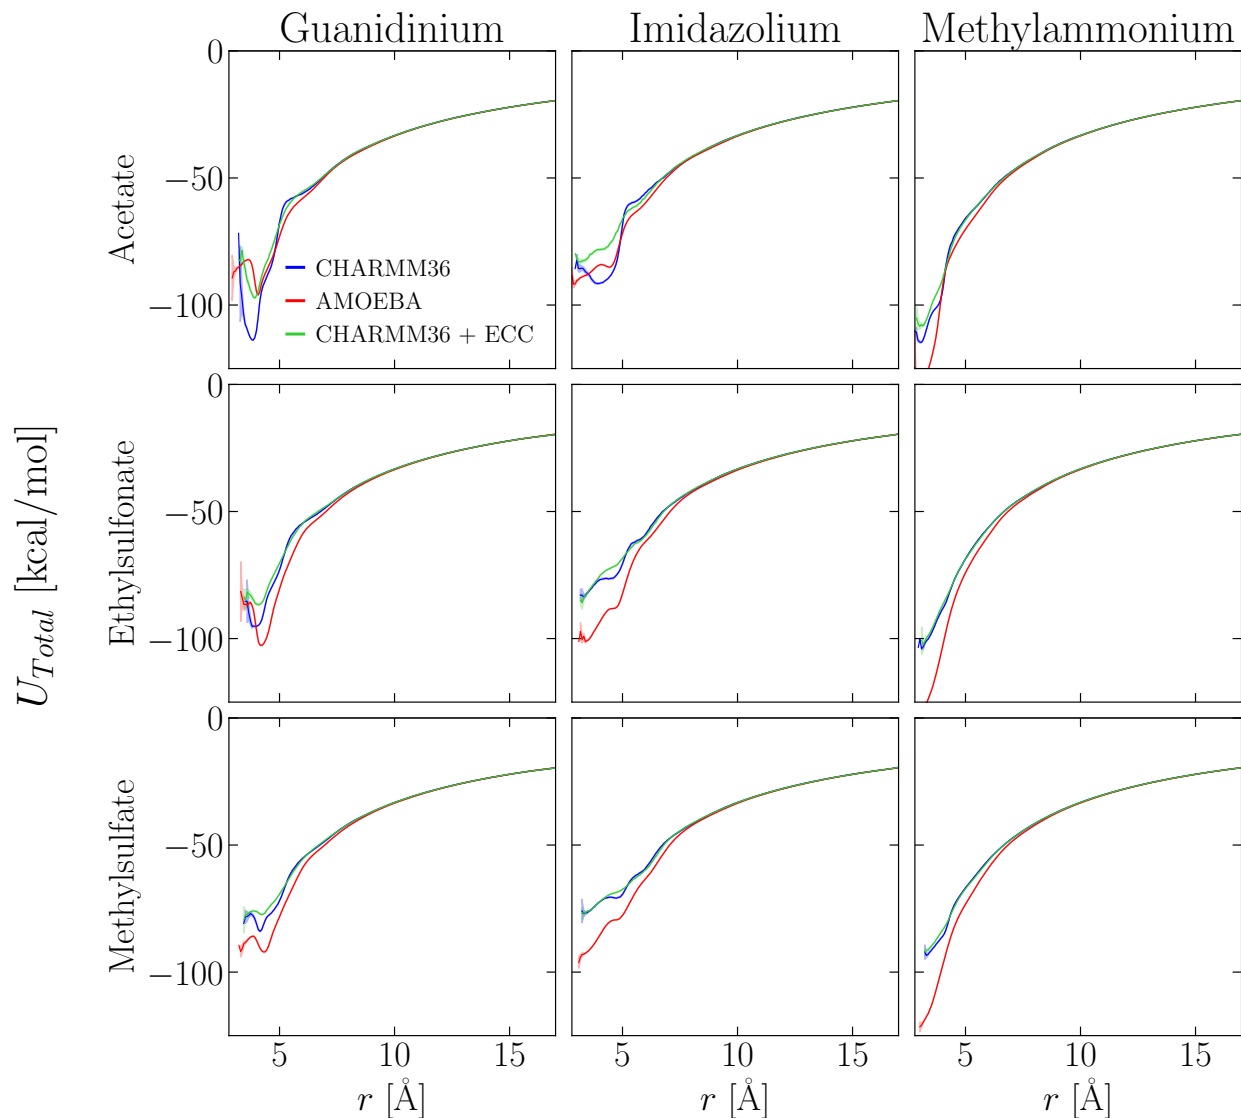 Guanidinium Imidazolium Methylammonium
0
−50
−100
Acetate
CHARMM36
AMOEBA
CHARMM36 + ECC
0
−50
−100
Ethylsulfonate
U_Total [kcal/mol]
0
−50
−100
Methylsulfate
5 10 15 5 10 15 5 10 15
r [Å] r [Å] r [Å]